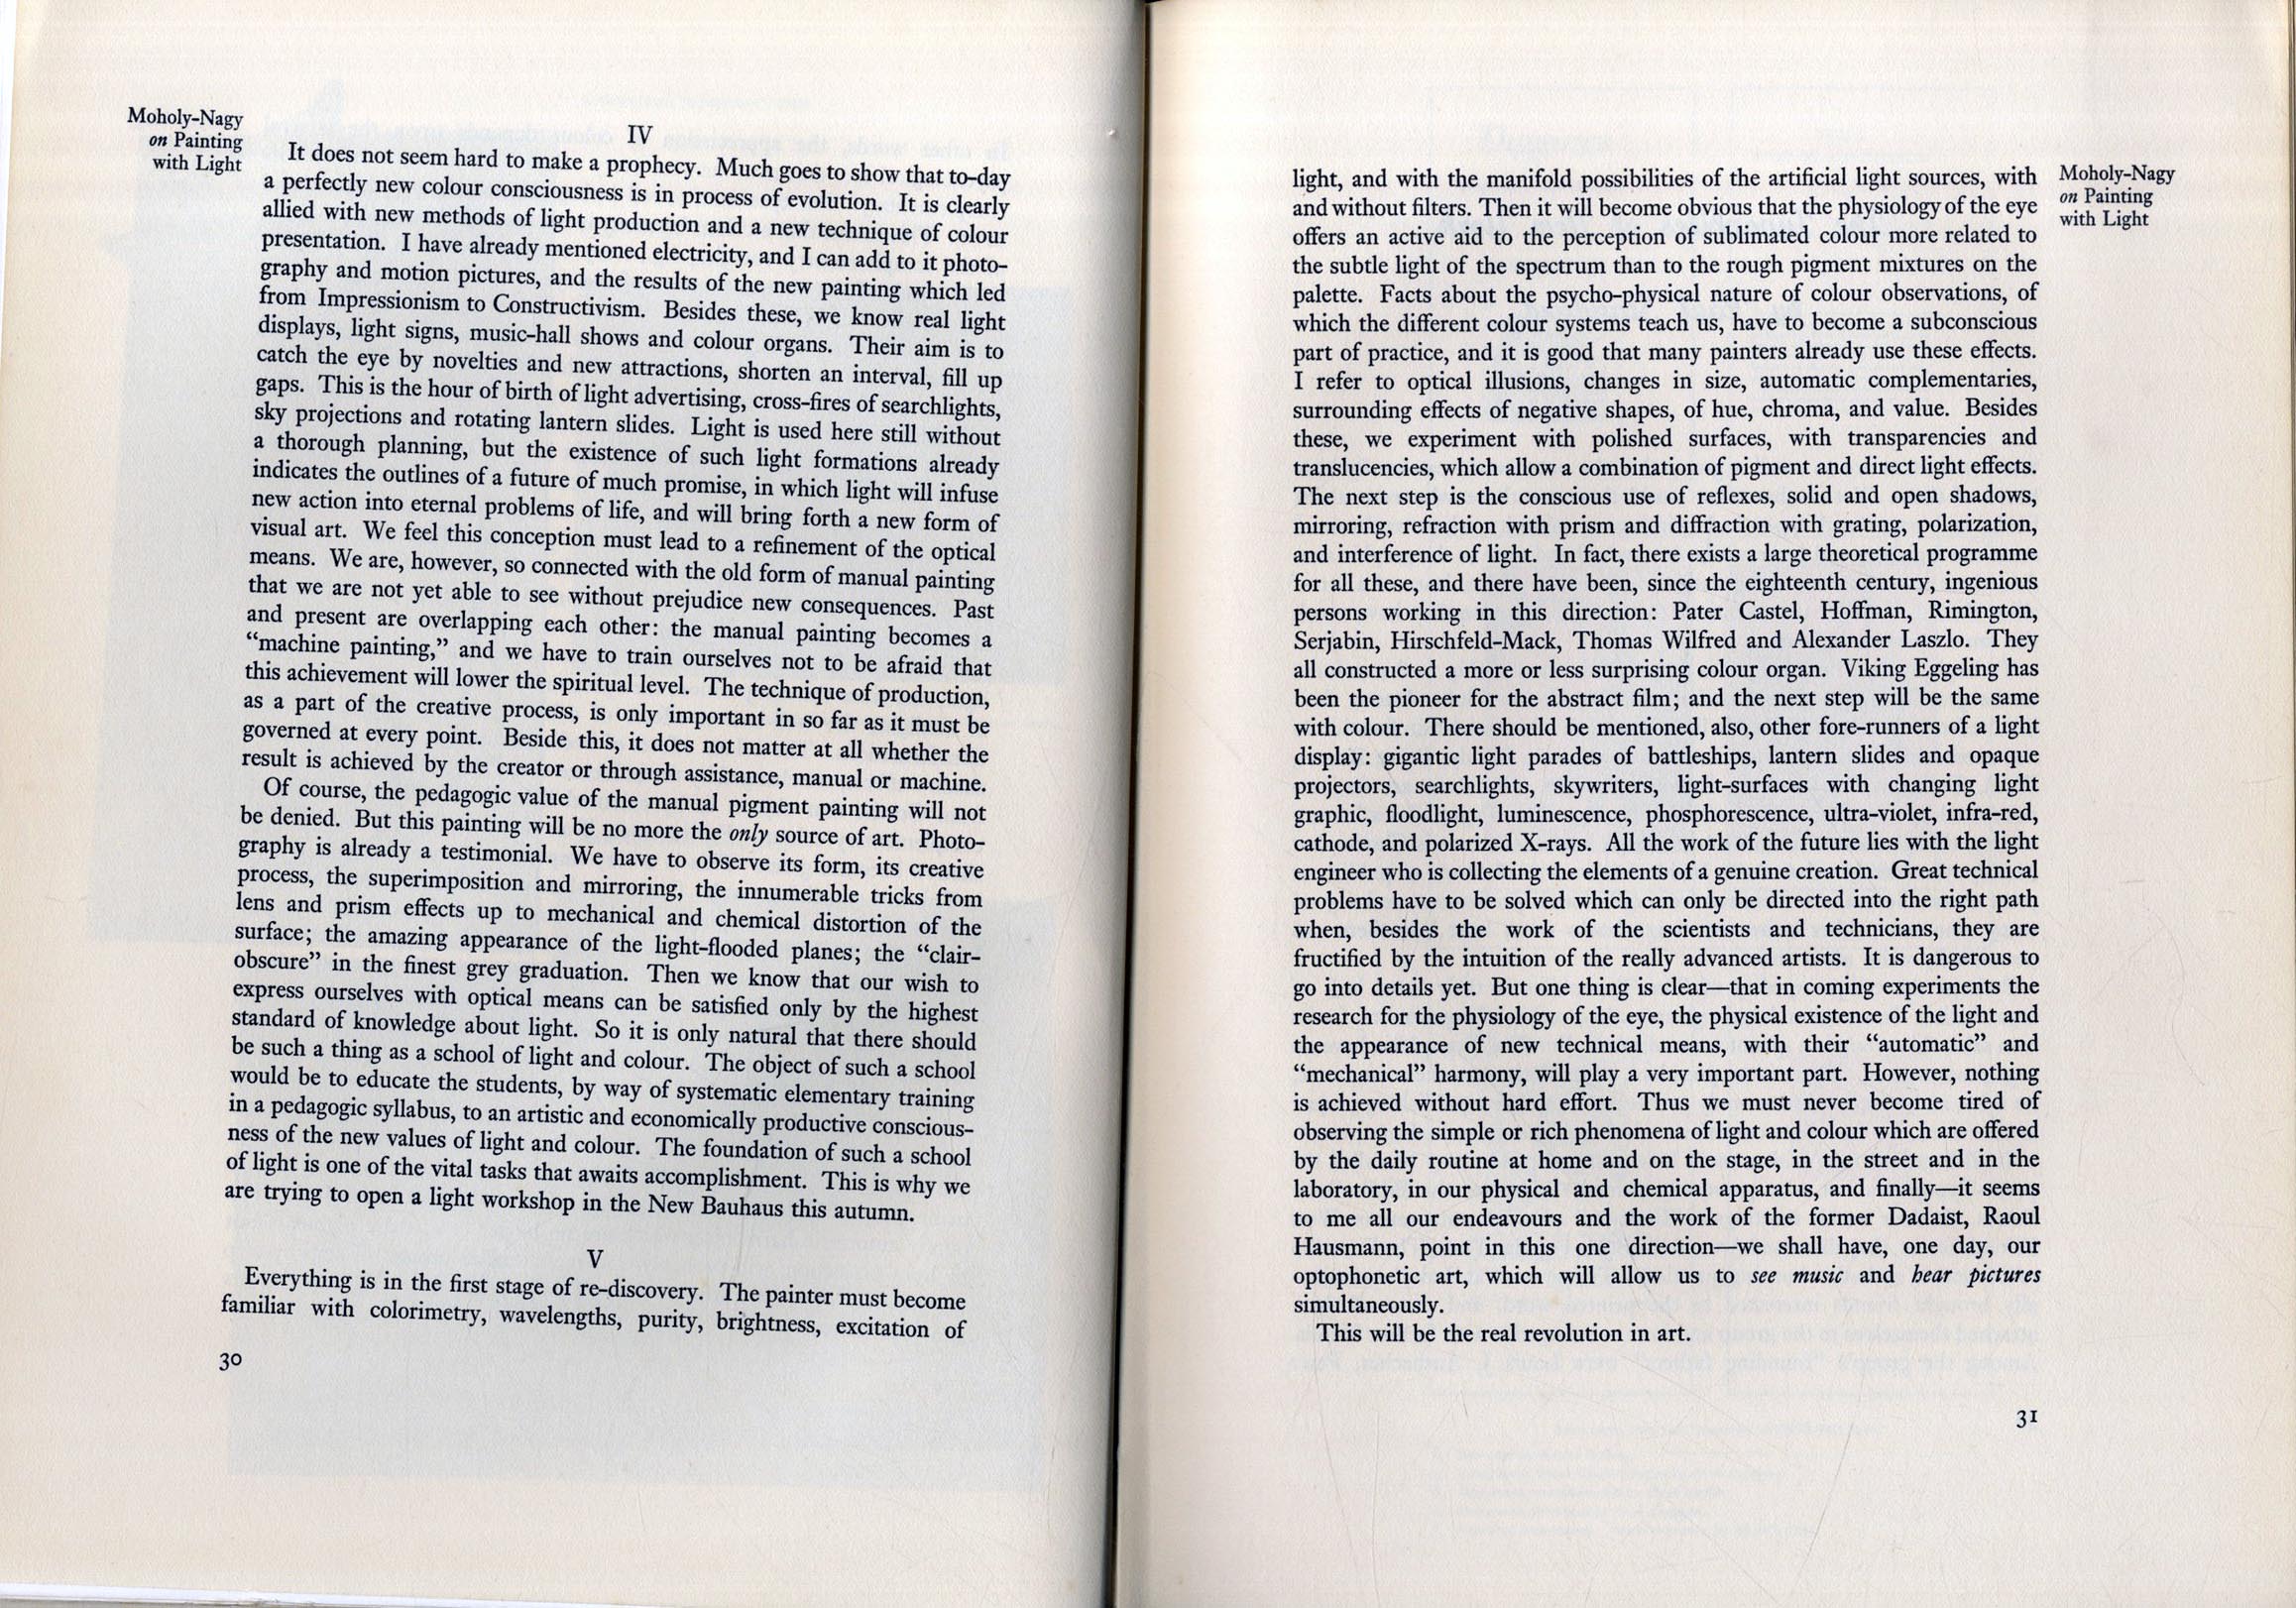 Moholy-Nagy
on Painting
with Light
IV
It does not seem hard to make a prophecy. Much goes to show that to-day
a perfectly new colour consciousness is in process of evolution. It is clearly
allied with new methods of light production and a new technique of colour
presentation. I have already mentioned electricity, and I can add to it photo-
graphy and motion pictures, and the results of the new painting which led
from Impressionism to Constructivism. Besides these, we know real light
displays, light signs, music-hall shows and colour organs. Their aim is to
catch the eye by novelties and new attractions, shorten an interval, fill up
gaps. This is the hour of birth of light advertising, cross-fires of searchlights,
sky projections and rotating lantern slides. Light is used here still without
a thorough planning, but the existence of such light formations already
indicates the outlines of a future of much promise, in which light will infuse
new action into eternal problems of life, and will bring forth a new form of
visual art. We feel this conception must lead to a refinement of the optical
means. We are, however, so connected with the old form of manual painting
that we are not yet able to see without prejudice new consequences. Past
and present are overlapping each other: the manual painting becomes a
“machine painting,” and we have to train ourselves not to be afraid that
this achievement will lower the spiritual level. The technique of production,
as a part of the creative process, is only important in so far as it must be
governed at every point. Beside this, it does not matter at all whether the
result is achieved by the creator or through assistance, manual or machine.
Of course, the pedagogic value of the manual pigment painting will not
be denied. But this painting will be no more the only source of art. Photo-
graphy is already a testimonial. We have to observe its form, its creative
process, the superimposition and mirroring, the innumerable tricks from
lens and prism effects up to mechanical and chemical distortion of the
surface; the amazing appearance of the light-flooded planes; the “clair-
obscure” in the finest grey graduation. Then we know that our wish to
express ourselves with optical means can be satisfied only by the highest
standard of knowledge about light. So it is only natural that there should
be such a thing as a school of light and colour. The object of such a school
would be to educate the students, by way of systematic elementary training
in a pedagogic syllabus, to an artistic and economically productive conscious-
ness of the new values of light and colour. The foundation of such a school
of light is one of the vital tasks that awaits accomplishment. This is why we
are trying to open a light workshop in the New Bauhaus this autumn.
V
Everything is in the first stage of re-discovery. The painter must become
familiar with colorimetry, wavelengths, purity, brightness, excitation of
30
Moholy-Nagy
on Painting
with Light
light, and with the manifold possibilities of the artificial light sources, with
and without filters. Then it will become obvious that the physiology of the eye
offers an active aid to the perception of sublimated colour more related to
the subtle light of the spectrum than to the rough pigment mixtures on the
palette. Facts about the psycho-physical nature of colour observations, of
which the different colour systems teach us, have to become a subconscious
part of practice, and it is good that many painters already use these effects.
I refer to optical illusions, changes in size, automatic complementaries,
surrounding effects of negative shapes, of hue, chroma, and value. Besides
these, we experiment with polished surfaces, with transparencies and
translucencies, which allow a combination of pigment and direct light effects.
The next step is the conscious use of reflexes, solid and open shadows,
mirroring, refraction with prism and diffraction with grating, polarization,
and interference of light. In fact, there exists a large theoretical programme
for all these, and there have been, since the eighteenth century, ingenious
persons working in this direction: Pater Castel, Hoffman, Rimington,
Serjabin, Hirschfeld-Mack, Thomas Wilfred and Alexander Laszlo. They
all constructed a more or less surprising colour organ. Viking Eggeling has
been the pioneer for the abstract film; and the next step will be the same
with colour. There should be mentioned, also, other fore-runners of a light
display: gigantic light parades of battleships, lantern slides and opaque
projectors, searchlights, skywriters, light-surfaces with changing light
graphic, floodlight, luminescence, phosphorescence, ultra-violet, infra-red,
cathode, and polarized X-rays. All the work of the future lies with the light
engineer who is collecting the elements of a genuine creation. Great technical
problems have to be solved which can only be directed into the right path
when, besides the work of the scientists and technicians, they are
fructified by the intuition of the really advanced artists. It is dangerous to
go into details yet. But one thing is clear—that in coming experiments the
research for the physiology of the eye, the physical existence of the light and
the appearance of new technical means, with their “automatic” and
“mechanical” harmony, will play a very important part. However, nothing
is achieved without hard effort. Thus we must never become tired of
observing the simple or rich phenomena of light and colour which are offered
by the daily routine at home and on the stage, in the street and in the
laboratory, in our physical and chemical apparatus, and finally—it seems
to me all our endeavours and the work of the former Dadaist, Raoul
Hausmann, point in this one direction—we shall have, one day, our
optophonetic art, which will allow us to see music and hear pictures
simultaneously.
This will be the real revolution in art.
31